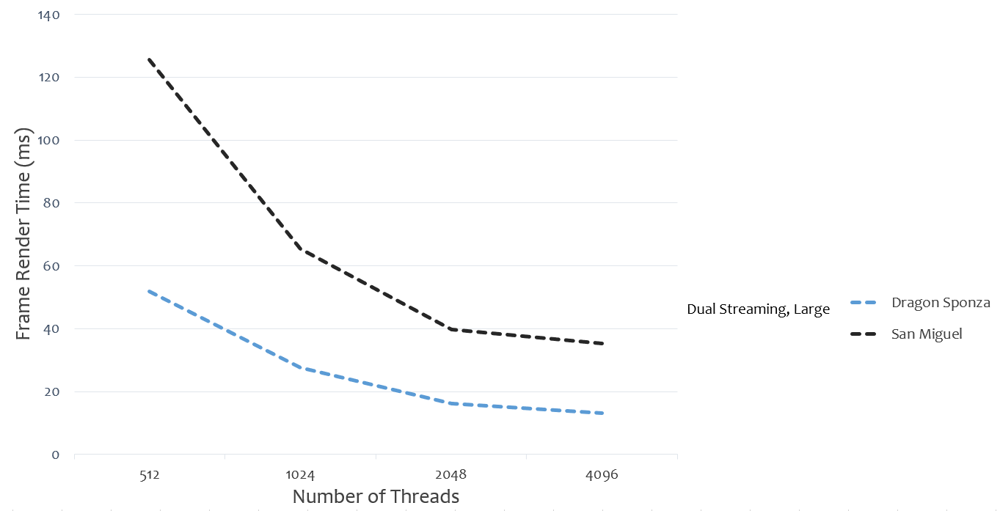 140
120
100
80
60
40
20
0
Frame Render Time (ms)
512 1024 2048 4096
Number of Threads
Dual Streaming, Large
Dragon Sponza
San Miguel